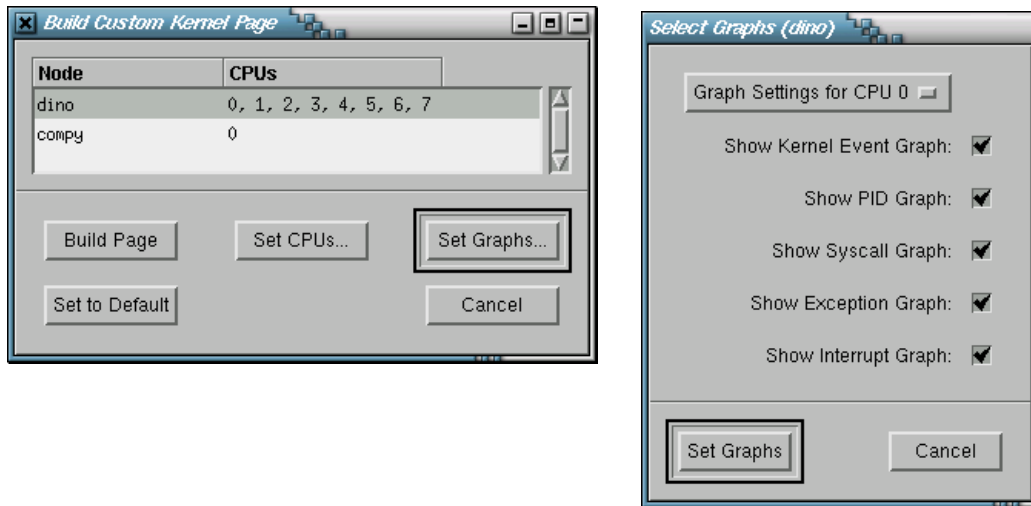 Build Custom Kernel Page
Node CPUs
dino 0, 1, 2, 3, 4, 5, 6, 7
compy 0
Build Page Set CPUs... Set Graphs...
Set to Default Cancel
Select Graphs (dino)
Graph Settings for CPU 0
Show Kernel Event Graph:
Show PID Graph:
Show Syscall Graph:
Show Exception Graph:
Show Interrupt Graph:
Set Graphs Cancel